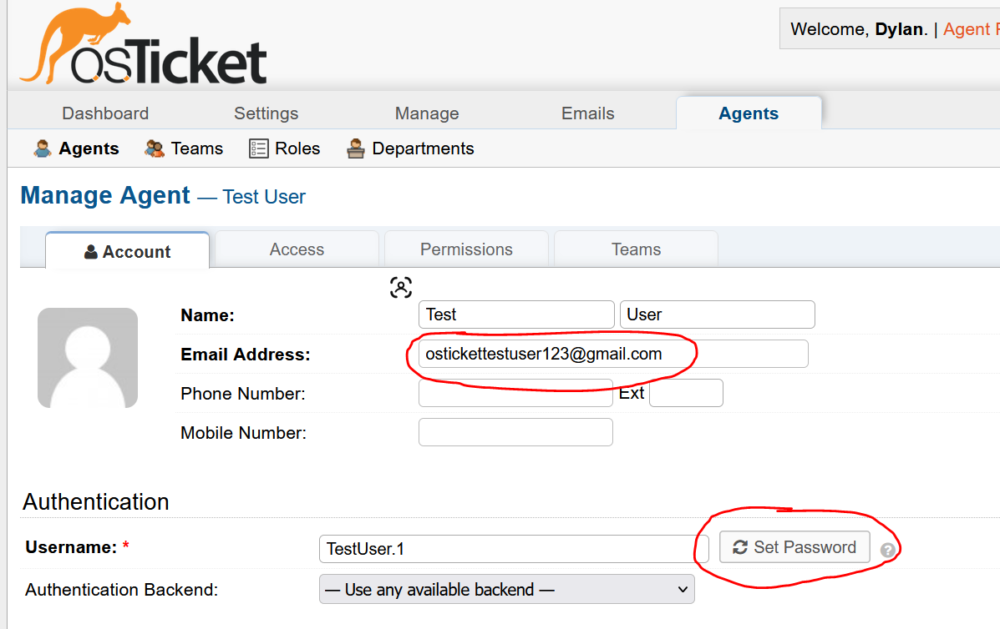 osTicket
Welcome, Dylan. | Agent
Dashboard Settings Manage Emails Agents
Agents Teams Roles Departments
Manage Agent — Test User
Account Access Permissions Teams
Name: Test User
Email Address: ostickettestuser123@gmail.com
Phone Number: Ext
Mobile Number:
Authentication
Username: * TestUser.1 Set Password ?
Authentication Backend: — Use any available backend —